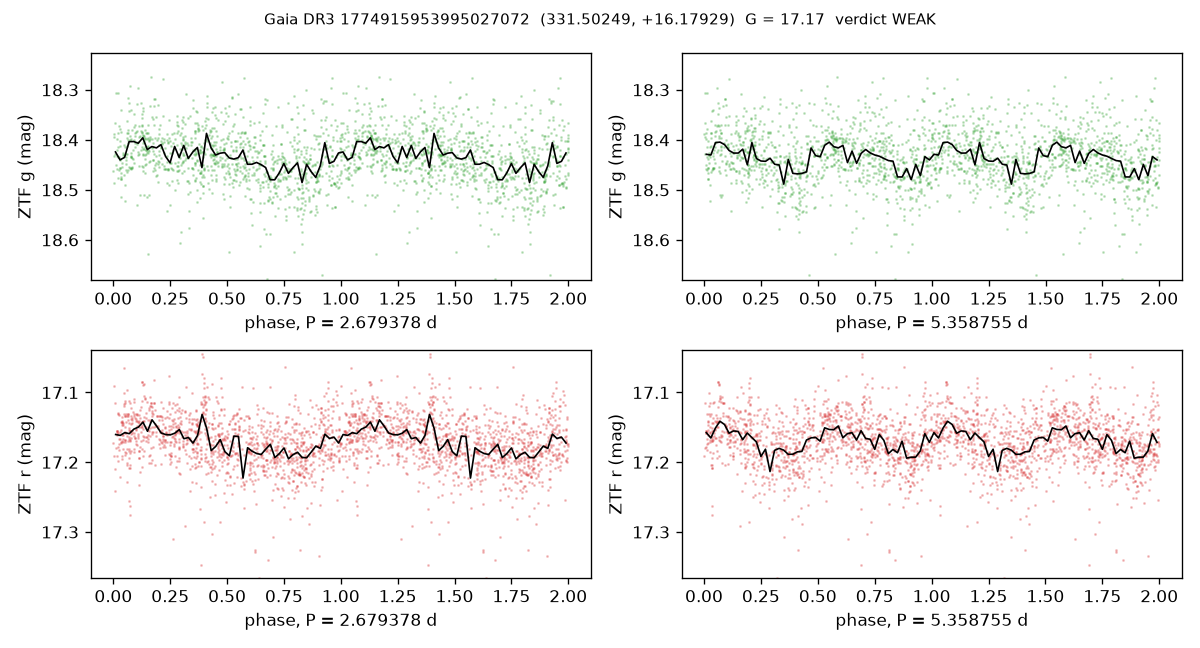 Gaia DR3 1774915953995027072  (331.50249, +16.17929)  G = 17.17  verdict WEAK
ZTF g (mag)
18.3
18.4
18.5
18.6
0.00 0.25 0.50 0.75 1.00 1.25 1.50 1.75 2.00
phase, P = 2.679378 d
ZTF g (mag)
18.3
18.4
18.5
18.6
0.00 0.25 0.50 0.75 1.00 1.25 1.50 1.75 2.00
phase, P = 5.358755 d
ZTF r (mag)
17.1
17.2
17.3
0.00 0.25 0.50 0.75 1.00 1.25 1.50 1.75 2.00
phase, P = 2.679378 d
ZTF r (mag)
17.1
17.2
17.3
0.00 0.25 0.50 0.75 1.00 1.25 1.50 1.75 2.00
phase, P = 5.358755 d